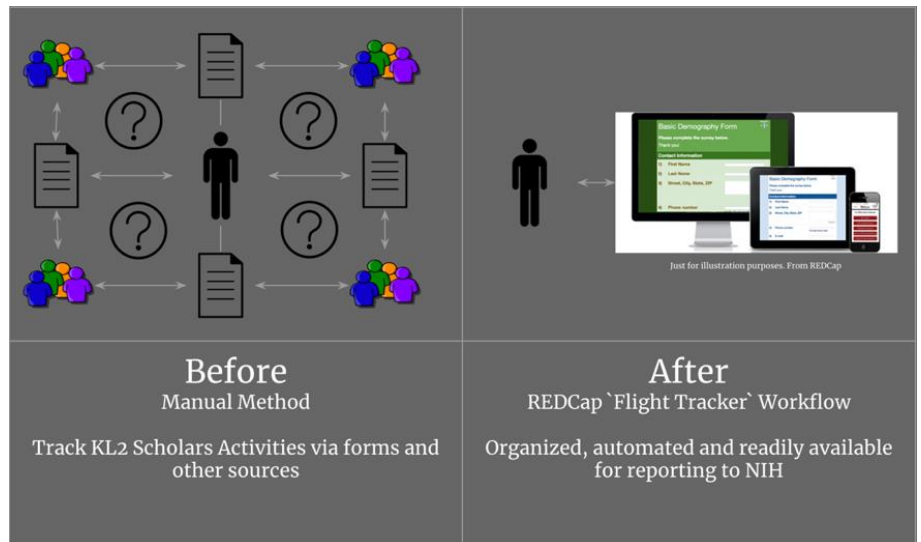 ?
?
?
?
Basic Demography Form
Please complete the survey below.
Thank you!
Contact Information
First Name
Last Name
Street, City, State, ZIP
Phone number
Basic Demography Form
Contact Information
Just for illustration purposes. From REDCap
Before
Manual Method
Track KL2 Scholars Activities via forms and
other sources
After
REDCap `Flight Tracker` Workflow
Organized, automated and readily available
for reporting to NIH